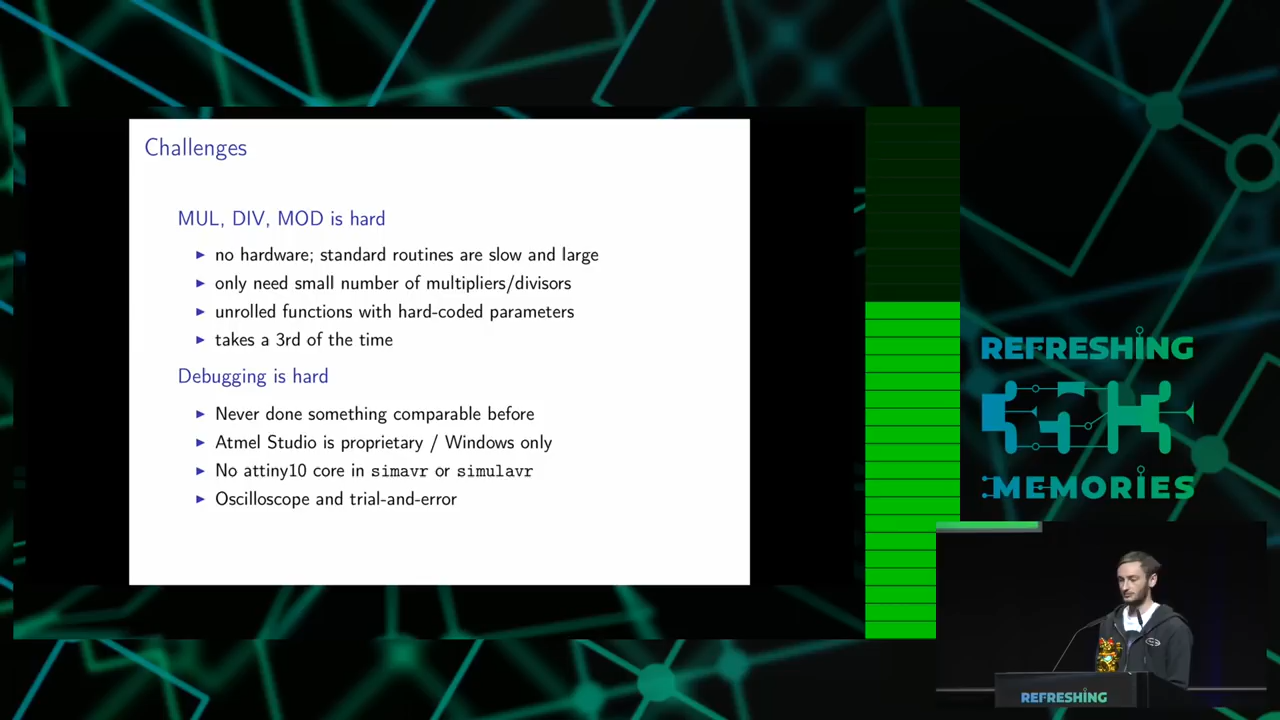 Challenges
MUL, DIV, MOD is hard
▶ no hardware; standard routines are slow and large
▶ only need small number of multipliers/divisors
▶ unrolled functions with hard-coded parameters
▶ takes a 3rd of the time
Debugging is hard
▶ Never done something comparable before
▶ Atmel Studio is proprietary / Windows only
▶ No attiny10 core in simavr or simulavr
▶ Oscilloscope and trial-and-error
REFRESHING
MEMORIES
REFRESHING